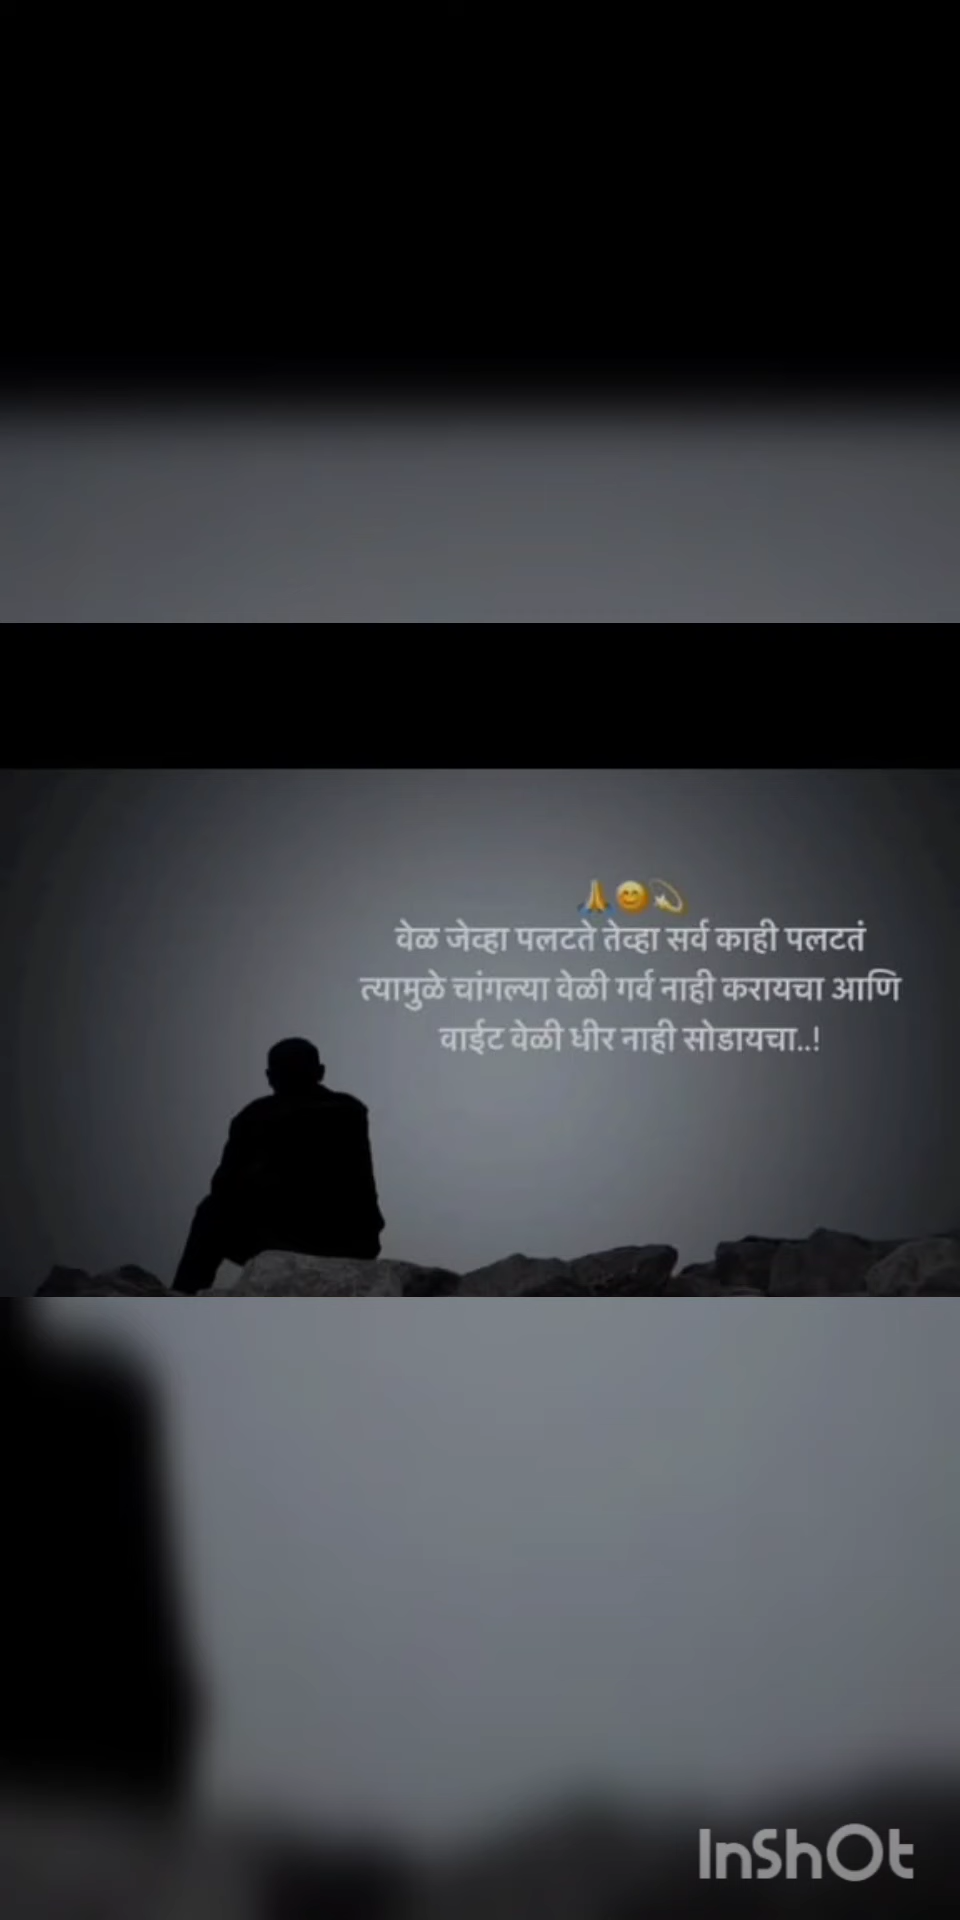 🙏😊💫
वेळ जेव्हा पलटते तेव्हा सर्व काही पलटतं
त्यामुळे चांगल्या वेळी गर्व नाही करायचा आणि
वाईट वेळी धीर नाही सोडायचा..!
InShOt